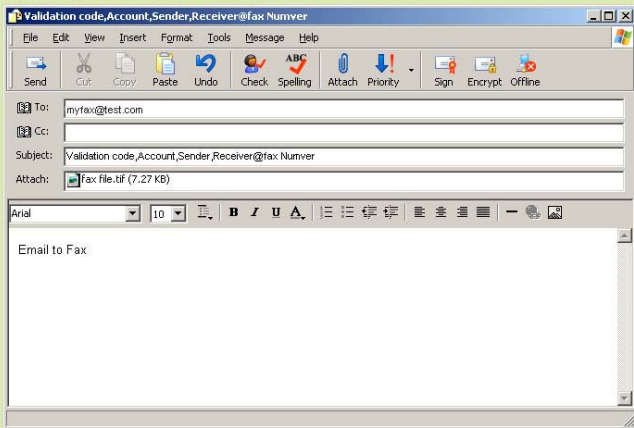 Validation code,Account,Sender,Receiver@fax Numver
File Edit View Insert Format Tools Message Help
Send Cut Copy Paste Undo Check Spelling Attach Priority Sign Encrypt Offline
To: myfax@test.com
Cc:
Subject: Validation code,Account,Sender,Receiver@fax Numver
Attach: fax file.tif (7.27 KB)
Arial 10 B I U A
Email to Fax